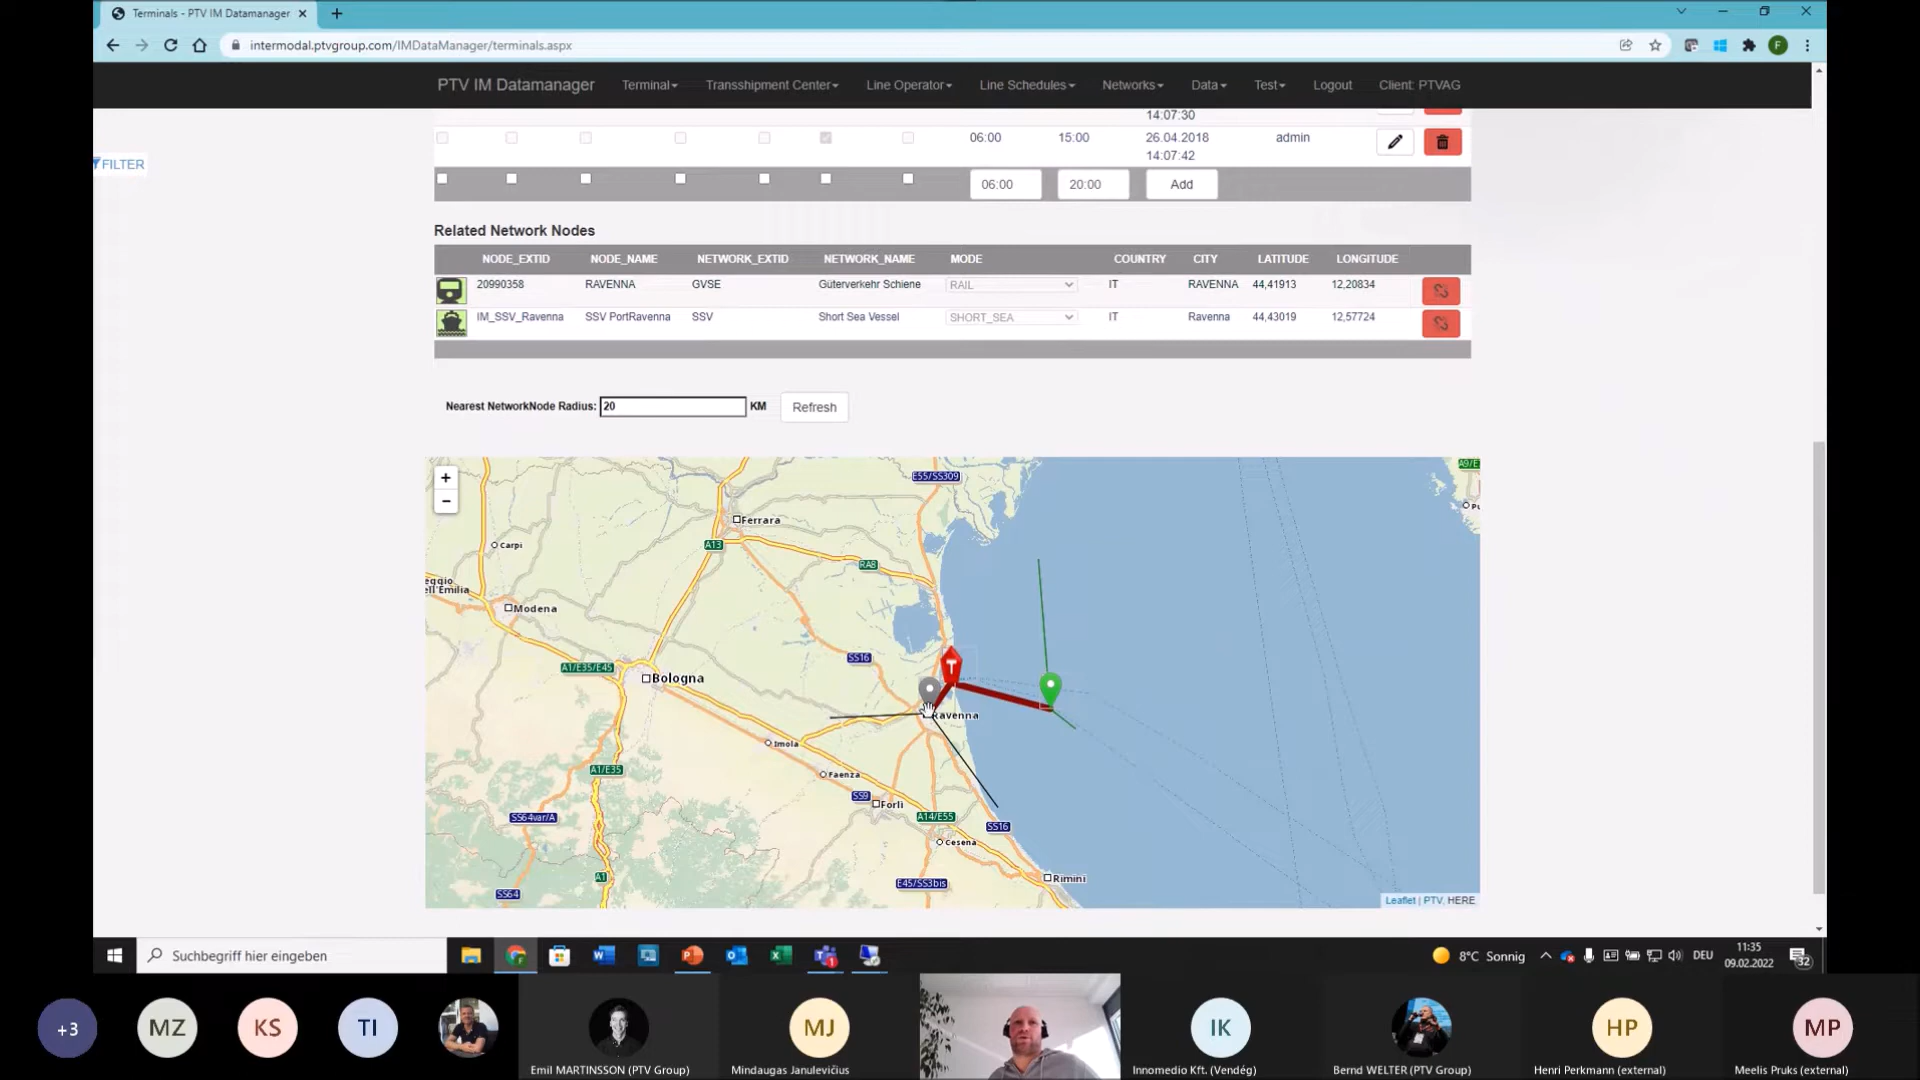 Terminals - PTV IM Datamanager
intermodal.ptvgroup.com/IMDataManager/terminals.aspx
F
PTV IM Datamanager Terminal Transshipment Center Line Operator Line Schedules Networks Data Test Logout Client: PTVAG
14:07:30
FILTER
06:00 15:00 26.04.2018 admin
14:07:42
06:00 20:00 Add
Related Network Nodes
NODE_EXTID NODE_NAME NETWORK_EXTID NETWORK_NAME MODE COUNTRY CITY LATITUDE LONGITUDE
20990358 RAVENNA GVSE Güterverkehr Schiene RAIL IT RAVENNA 44,41913 12,20834
IM_SSV_Ravenna SSV PortRavenna SSV Short Sea Vessel SHORT_SEA IT Ravenna 44,43019 12,57724
Nearest NetworkNode Radius: 20 KM Refresh
+
−
E55/SS309
Ferrara
A13
Carpi
RA8
ell'Emilia
Modena
SS16
A1/E35/E45
T
Bologna
Ravenna
Imola
A1/E35
Faenza
SS9
Forlì
SS64var/A
A14/E55
SS16
Cesena
A1
E45/SS3bis
Rimini
SS64
Leaflet | PTV, HERE
Suchbegriff hier eingeben
8°C Sonnig
DEU
11:35
09.02.2022
32
+3
MZ
KS
TI
MJ
IK
HP
MP
Emil MARTINSSON (PTV Group)
Mindaugas Janulevičius
Innomedio Kft. (Vendég)
Bernd WELTER (PTV Group)
Henri Perkmann (external)
Meelis Pruks (external)